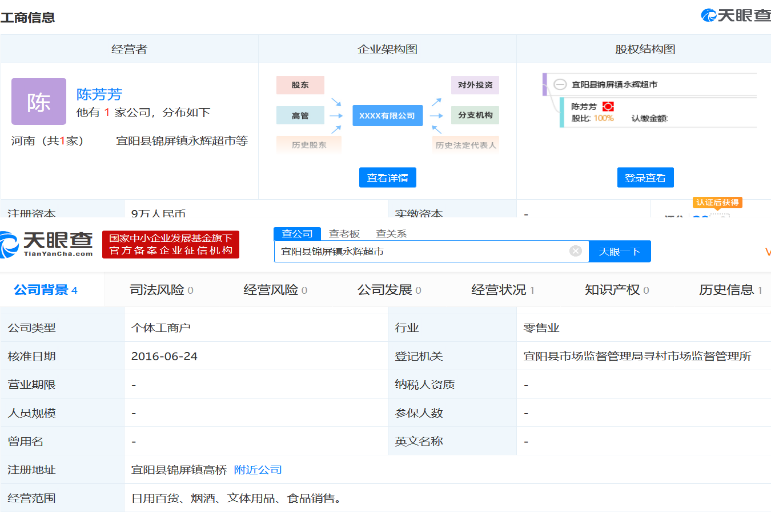 工商信息
天眼查
经营者
企业架构图
股权结构图
陈
陈芳芳
他有 1 家公司，分布如下
河南（共1家）
宜阳县锦屏镇永辉超市等
股东
高管
历史股东
XXXX有限公司
对外投资
分支机构
历史法定代表人
查看详情
宜阳县锦屏镇永辉超市
陈芳芳
股比: 100% 认缴金额:
登录查看
认证后获得
注册资本
9万人民币
实缴资本
-
天眼查
TianYanCha.com
国家中小企业发展基金旗下
官方备案企业征信机构
查公司 查老板 查关系
宜阳县锦屏镇永辉超市
天眼一下
公司背景 4
司法风险 0
经营风险 0
公司发展 0
经营状况 1
知识产权 0
历史信息 1
公司类型 个体工商户 行业 零售业
核准日期 2016-06-24 登记机关 宜阳县市场监督管理局寻村市场监督管理所
营业期限 - 纳税人资质 -
人员规模 - 参保人数 -
曾用名 - 英文名称 -
注册地址 宜阳县锦屏镇高桥 附近公司
经营范围 日用百货、烟酒、文体用品、食品销售。